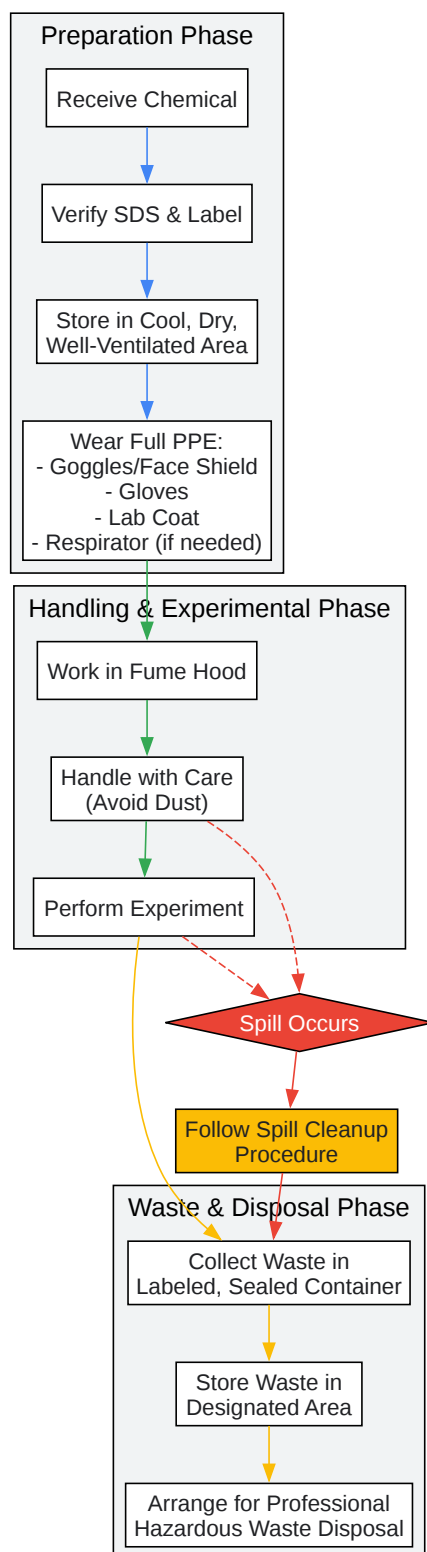 Preparation Phase
Receive Chemical
Verify SDS & Label
Store in Cool, Dry,
Well-Ventilated Area
Wear Full PPE:
- Goggles/Face Shield
- Gloves
- Lab Coat
- Respirator (if needed)
Handling & Experimental Phase
Work in Fume Hood
Handle with Care
(Avoid Dust)
Perform Experiment
Spill Occurs
Follow Spill Cleanup
Procedure
Waste & Disposal Phase
Collect Waste in
Labeled, Sealed Container
Store Waste in
Designated Area
Arrange for Professional
Hazardous Waste Disposal